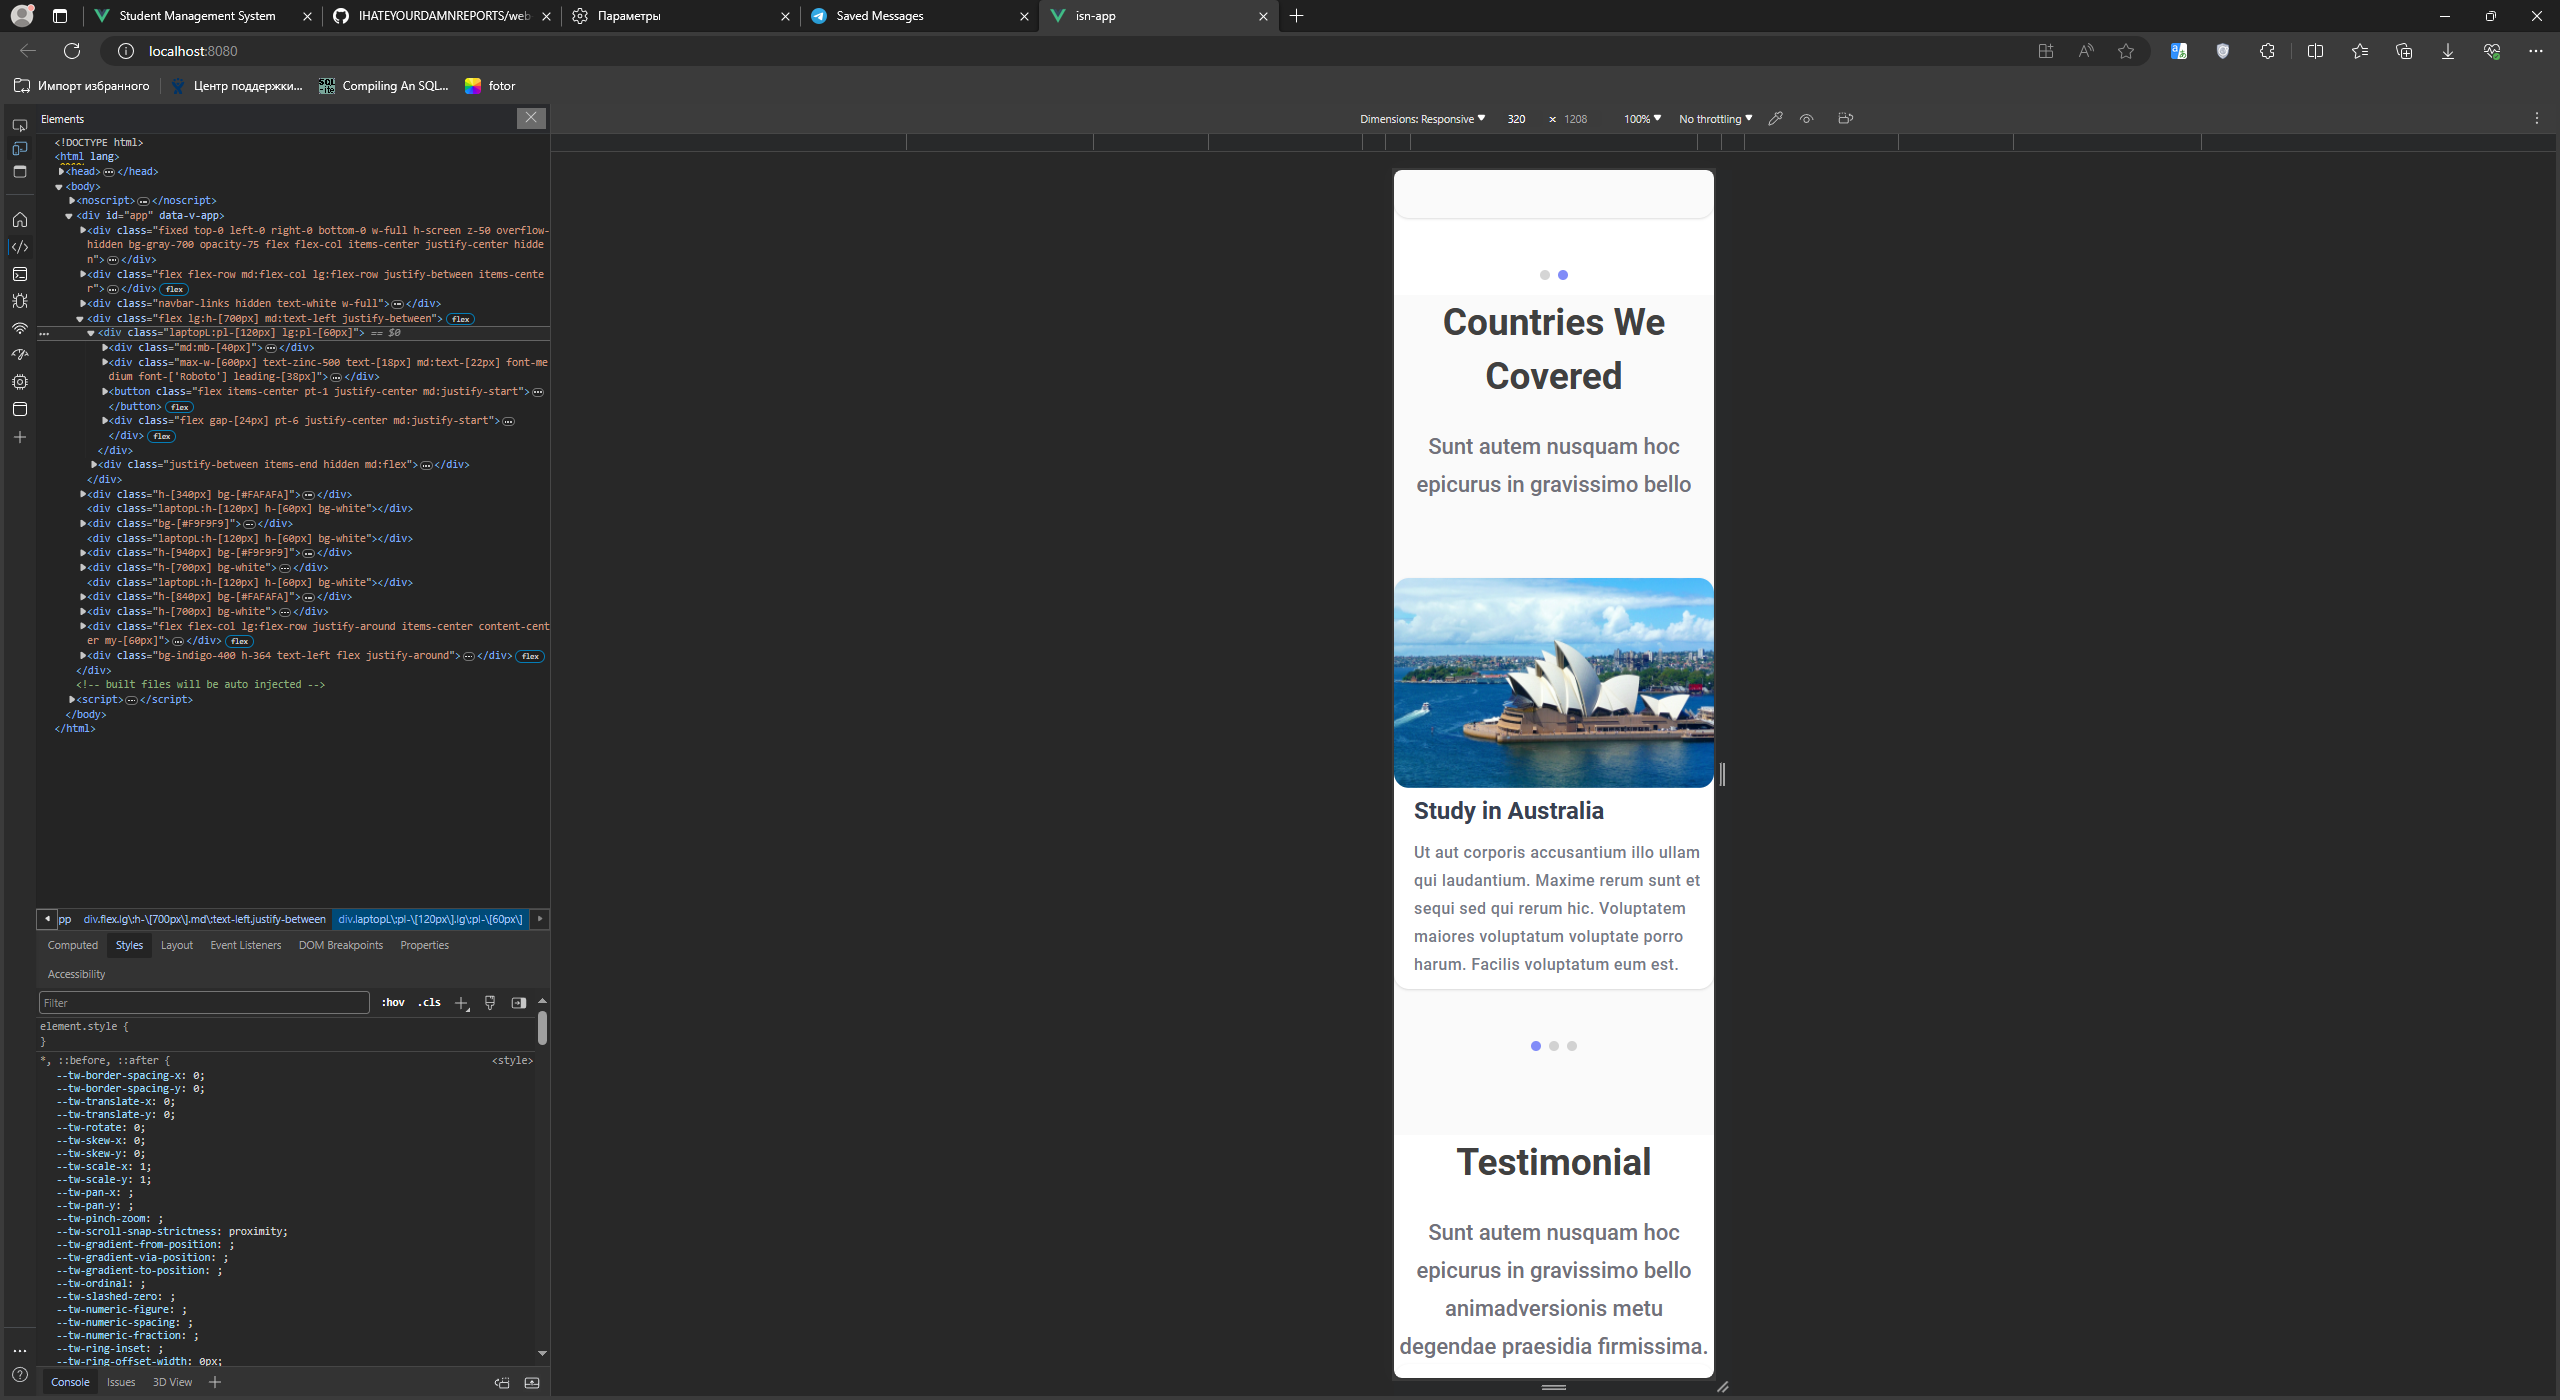 Student Management System
IHATEYOURDAMNREPORTS/web
Параметры
Saved Messages
isn-app
localhost:8080
Импорт избранного
Центр поддержки...
Compiling An SQL...
fotor
Elements
Dimensions: Responsive
320 × 1208
100%
No throttling
<!DOCTYPE html>
<html lang>
<head></head>
<body>
<noscript></noscript>
<div id="app" data-v-app>
<div class="fixed top-0 left-0 right-0 bottom-0 w-full h-screen z-50 overflow-
hidden bg-gray-700 opacity-75 flex flex-col items-center justify-center hidde
n"></div>
<div class="flex flex-row md:flex-col lg:flex-row justify-between items-cente
r"></div> flex
<div class="navbar-links hidden text-white w-full"></div>
<div class="flex lg:h-[700px] md:text-left justify-between"> flex
<div class="laptopL:pl-[120px] lg:pl-[60px]"> == $0
<div class="md:mb-[40px]"></div>
<div class="max-w-[600px] text-zinc-500 text-[18px] md:text-[22px] font-me
dium font-['Roboto'] leading-[38px]"></div>
<button class="flex items-center pt-1 justify-center md:justify-start">
</button> flex
<div class="flex gap-[24px] pt-6 justify-center md:justify-start">
</div> flex
</div>
<div class="justify-between items-end hidden md:flex"></div>
</div>
<div class="h-[340px] bg-[#FAFAFA]"></div>
<div class="laptopL:h-[120px] h-[60px] bg-white"></div>
<div class="bg-[#F9F9F9]"></div>
<div class="laptopL:h-[120px] h-[60px] bg-white"></div>
<div class="h-[940px] bg-[#F9F9F9]"></div>
<div class="h-[700px] bg-white"></div>
<div class="laptopL:h-[120px] h-[60px] bg-white"></div>
<div class="h-[840px] bg-[#FAFAFA]"></div>
<div class="h-[700px] bg-white"></div>
<div class="flex flex-col lg:flex-row justify-around items-center content-cent
er my-[60px]"></div> flex
<div class="bg-indigo-400 h-364 text-left flex justify-around"></div> flex
</div>
<!-- built files will be auto injected -->
<script></script>
</body>
</html>
pp div.flex.lg\:h-\[700px\].md\:text-left.justify-between div.laptopL\:pl-\[120px\].lg\:pl-\[60px\]
Computed Styles Layout Event Listeners DOM Breakpoints Properties
Accessibility
Filter :hov .cls
element.style {
}
*, ::before, ::after { <style>
--tw-border-spacing-x: 0;
--tw-border-spacing-y: 0;
--tw-translate-x: 0;
--tw-translate-y: 0;
--tw-rotate: 0;
--tw-skew-x: 0;
--tw-skew-y: 0;
--tw-scale-x: 1;
--tw-scale-y: 1;
--tw-pan-x: ;
--tw-pan-y: ;
--tw-pinch-zoom: ;
--tw-scroll-snap-strictness: proximity;
--tw-gradient-from-position: ;
--tw-gradient-via-position: ;
--tw-gradient-to-position: ;
--tw-ordinal: ;
--tw-slashed-zero: ;
--tw-numeric-figure: ;
--tw-numeric-spacing: ;
--tw-numeric-fraction: ;
--tw-ring-inset: ;
--tw-ring-offset-width: 0px;
Console Issues 3D View
Countries We
Covered
Sunt autem nusquam hoc
epicurus in gravissimo bello
Study in Australia
Ut aut corporis accusantium illo ullam
qui laudantium. Maxime rerum sunt et
sequi sed qui rerum hic. Voluptatem
maiores voluptatum voluptate porro
harum. Facilis voluptatum eum est.
Testimonial
Sunt autem nusquam hoc
epicurus in gravissimo bello
animadversionis metu
degendae praesidia firmissima.